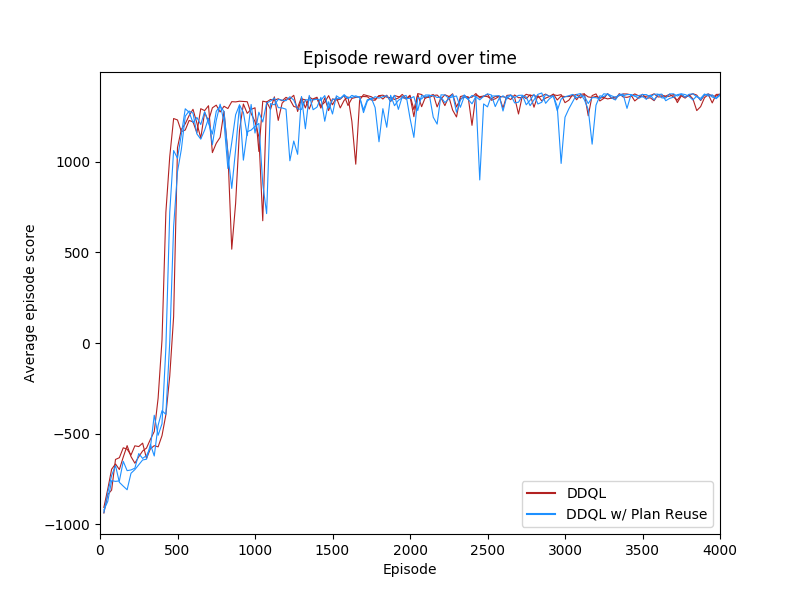 Episode reward over time
Average episode score
1000
500
0
−500
−1000
0 500 1000 1500 2000 2500 3000 3500 4000
Episode
DDQL
DDQL w/ Plan Reuse